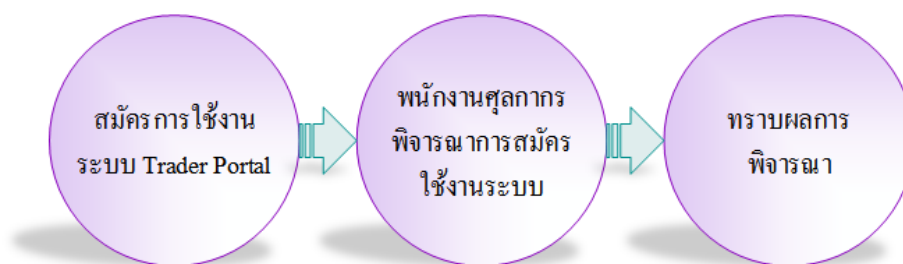 สมัครการใช้งาน
ระบบ Trader Portal
พนักงานศุลกากร
พิจารณาการสมัคร
ใช้งานระบบ
ทราบผลการ
พิจารณา